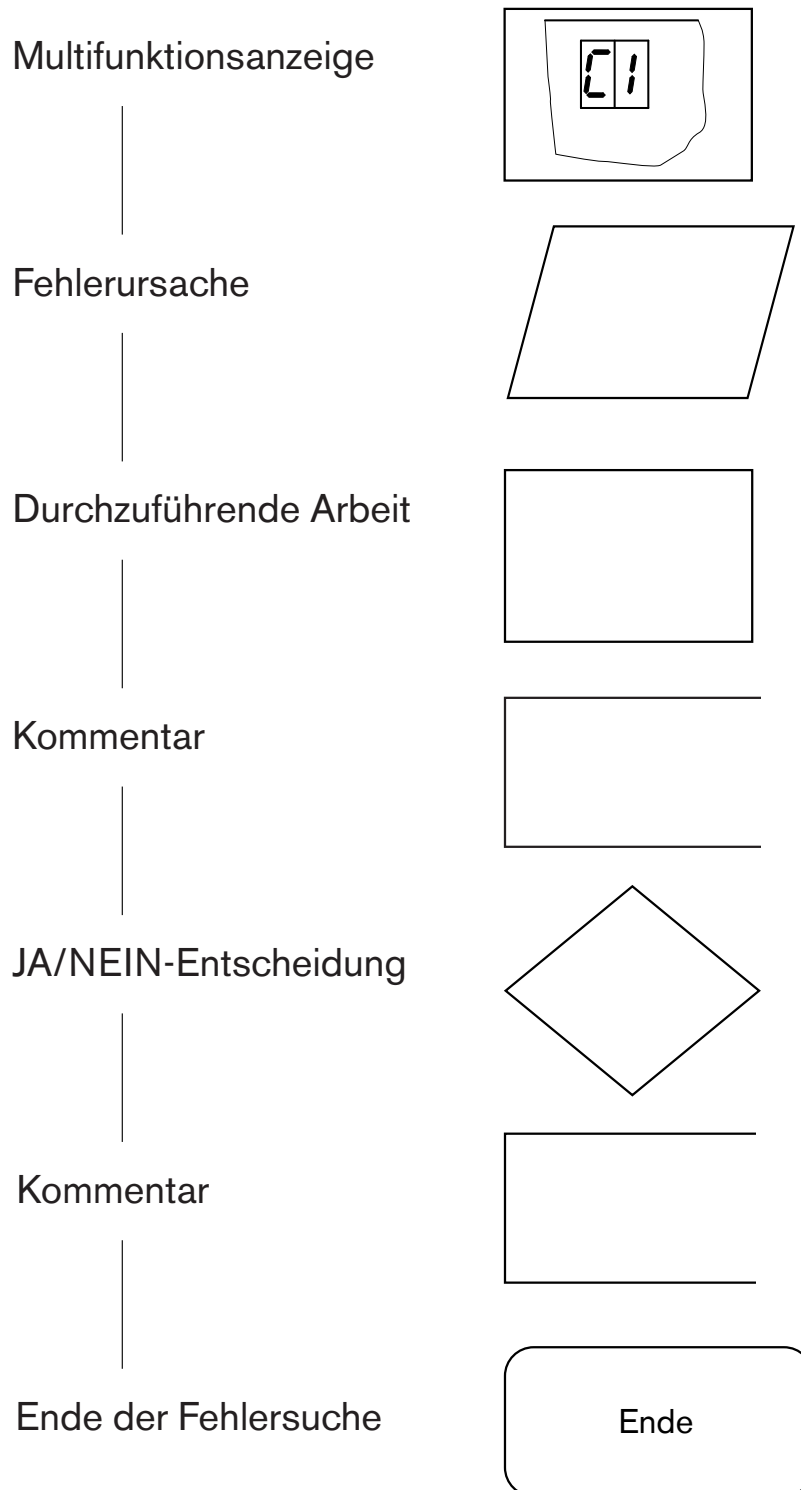 Multifunktionsanzeige
C1
Fehlerursache
Durchzuführende Arbeit
Kommentar
JA/NEIN-Entscheidung
Kommentar
Ende der Fehlersuche
Ende